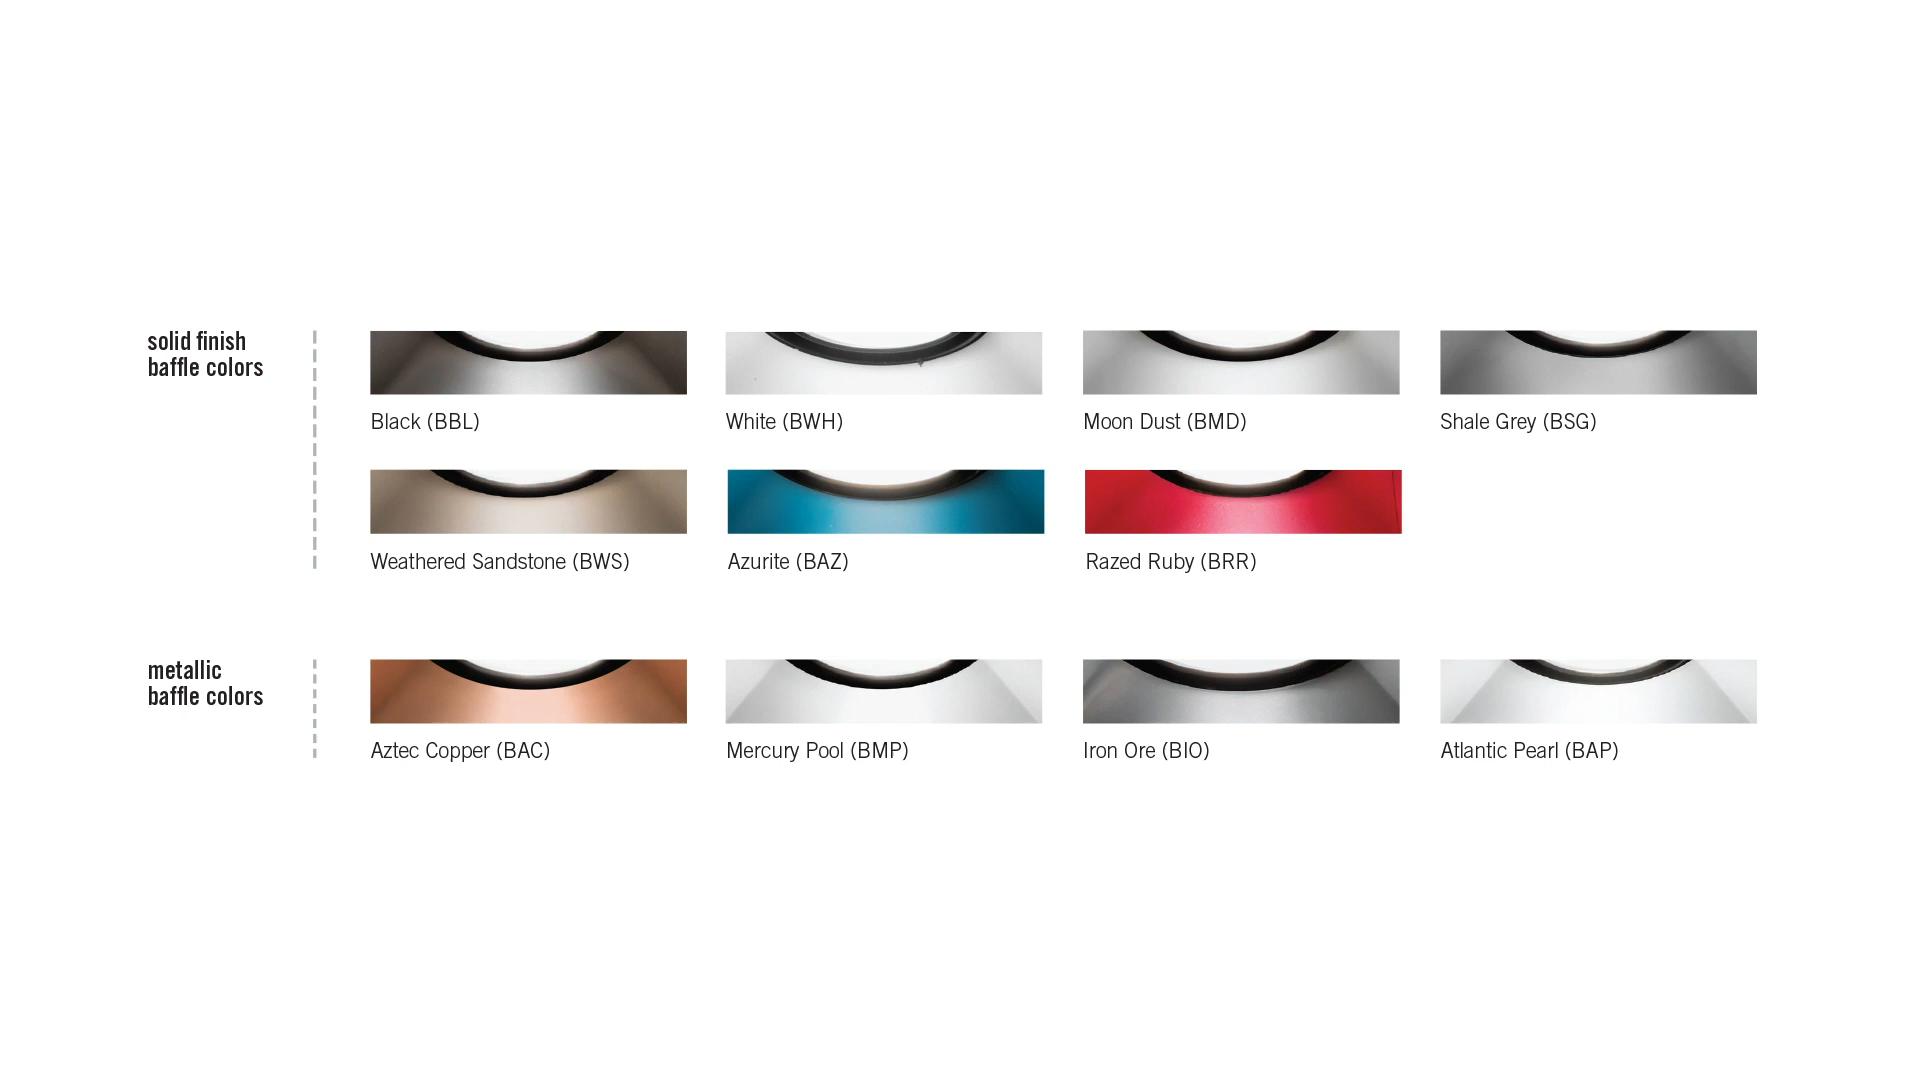 solid finish
baffle colors
Black (BBL)
White (BWH)
Moon Dust (BMD)
Shale Grey (BSG)
Weathered Sandstone (BWS)
Azurite (BAZ)
Razed Ruby (BRR)
metallic
baffle colors
Aztec Copper (BAC)
Mercury Pool (BMP)
Iron Ore (BIO)
Atlantic Pearl (BAP)